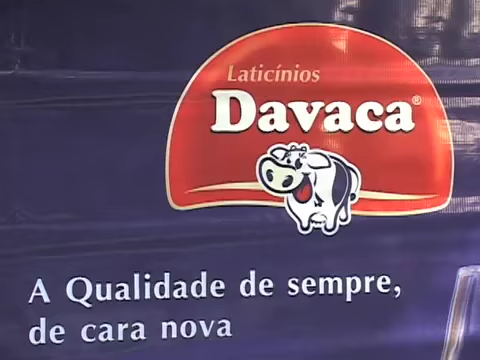 Laticínios
Davaca®
A Qualidade de sempre,
de cara nova